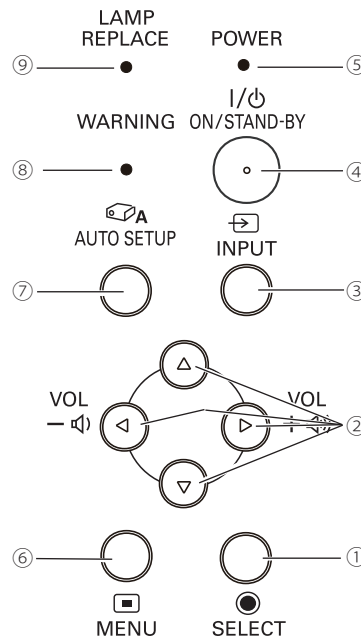 LAMP
REPLACE
POWER
⑨
⑤
I/⏻
WARNING
ON/STAND-BY
⑧
④
A
AUTO SETUP
INPUT
⑦
③
VOL
VOL
−
+
②
⑥
①
MENU
SELECT